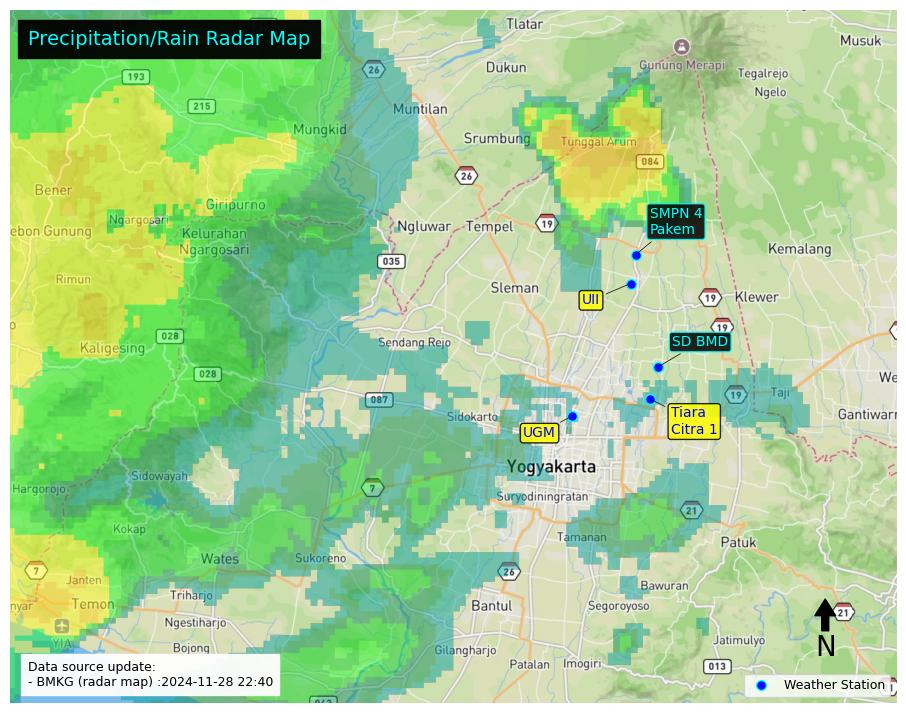 Precipitation/Rain Radar Map
Tlatar
Musuk
26
Gunung Merapi
193
Dukun
Tegalrejo
Ngelo
215
Muntilan
Mungkid
Srumbung
Tunggal Arum
084
26
Bener
Giripurno
SMPN 4
Pakem
Ngargosari
ebon Gunung
Kelurahan
Ngargosari
Ngluwar
Tempel
19
Kemalang
035
Rimun
Sleman
UII
19
Klewer
19
028
Kaligesing
Sendang Rejo
SD BMD
028
We
087
19
Taji
Sidokarto
Tiara
Citra 1
Gantiwarn
UGM
Yogyakarta
Sidowayah
Hargorojo
7
Suryodiningratan
21
Kokap
Tamanan
Patuk
Wates
Sukoreno
7
26
Janten
nyar
Temon
Triharjo
Bantul
Bawuran
Segoroyoso
21
Ngestiharjo
YIA
Bojong
Gilangharjo
Jatimulyo
N
Patalan
Imogiri
013
Data source update:
- BMKG (radar map) :2024-11-28 22:40
Weather Station